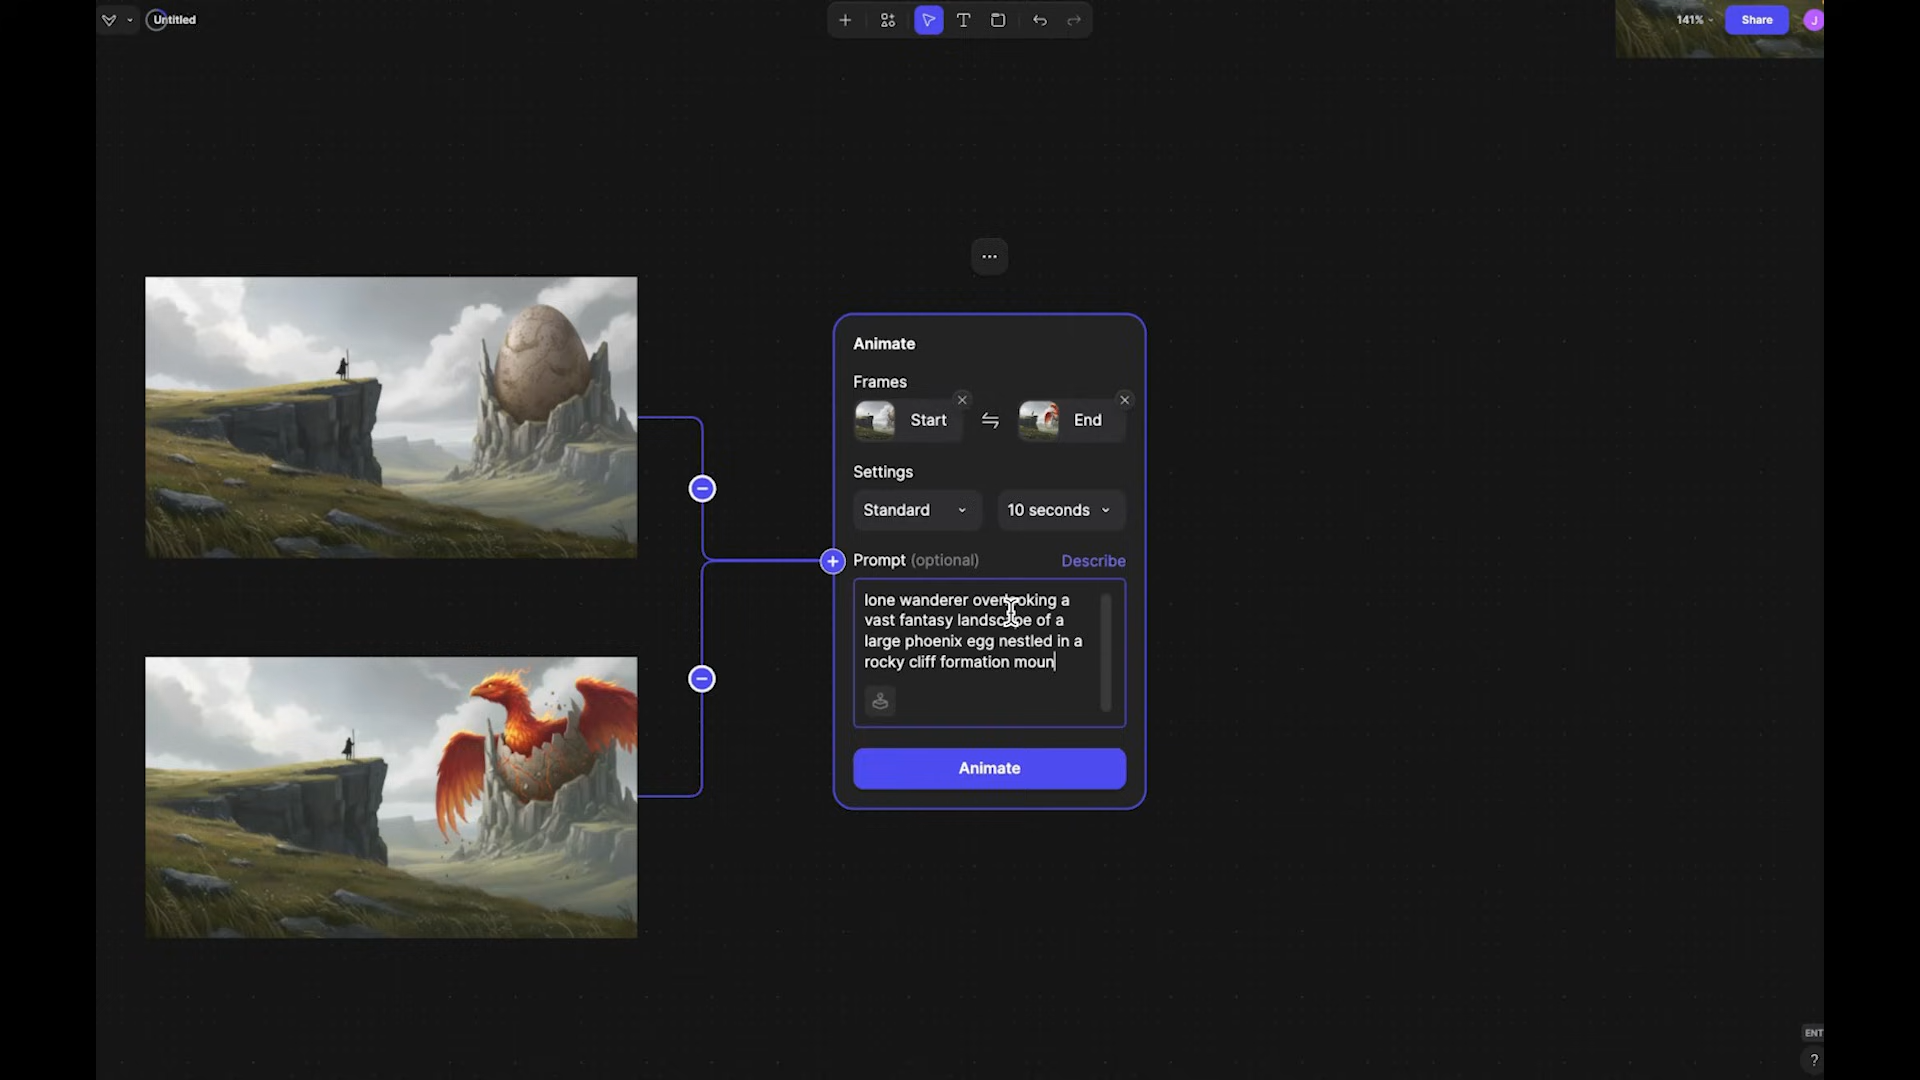 Untitled
141%
Share
J
Animate
Frames
Start
End
Settings
Standard
10 seconds
Prompt (optional)
Describe
lone wanderer overlooking a
vast fantasy landscape of a
large phoenix egg nestled in a
rocky cliff formation moun
Animate
ENT
?